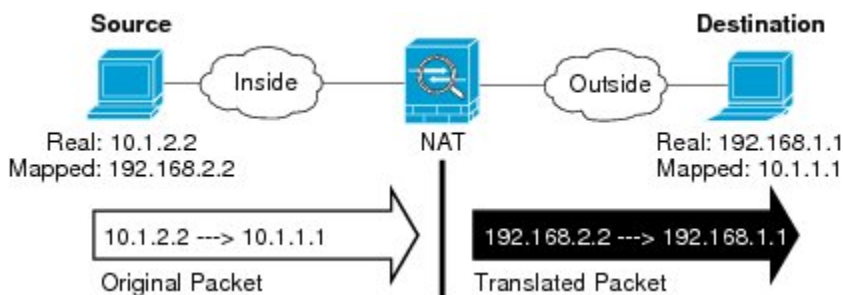 Source
Destination
Inside
Outside
Real: 10.1.2.2
Mapped: 192.168.2.2
NAT
Real: 192.168.1.1
Mapped: 10.1.1.1
10.1.2.2 ---> 10.1.1.1
192.168.2.2 ---> 192.168.1.1
Original Packet
Translated Packet